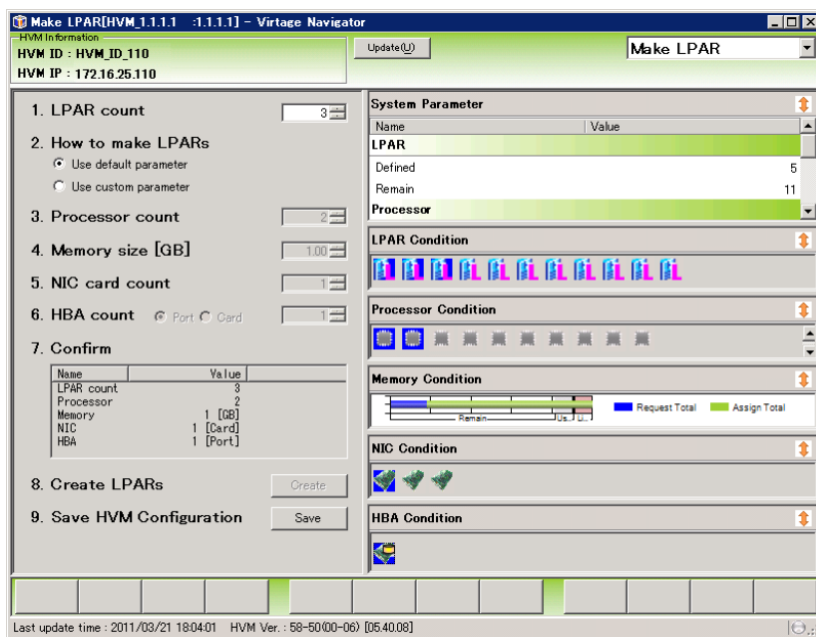 Make LPAR[HVM_1.1.1.1 :1.1.1.1] - Virtage Navigator
HVM Information
HVM ID : HVM_ID_110
HVM IP : 172.16.25.110
Update(U)
Make LPAR
1. LPAR count
3
2. How to make LPARs
Use default parameter
Use custom parameter
3. Processor count
2
4. Memory size [GB]
1.00
5. NIC card count
1
6. HBA count Port Card
1
7. Confirm
Name Value
LPAR count 3
Processor 2
Memory 1 [GB]
NIC 1 [Card]
HBA 1 [Port]
8. Create LPARs
Create
9. Save HVM Configuration
Save
System Parameter
Name Value
LPAR
Defined 5
Remain 11
Processor
LPAR Condition
Processor Condition
Memory Condition
Remain Us.. U..
Request Total Assign Total
NIC Condition
HBA Condition
Last update time : 2011/03/21 18:04:01 HVM Ver. : 58-50(00-06) [05.40.08]